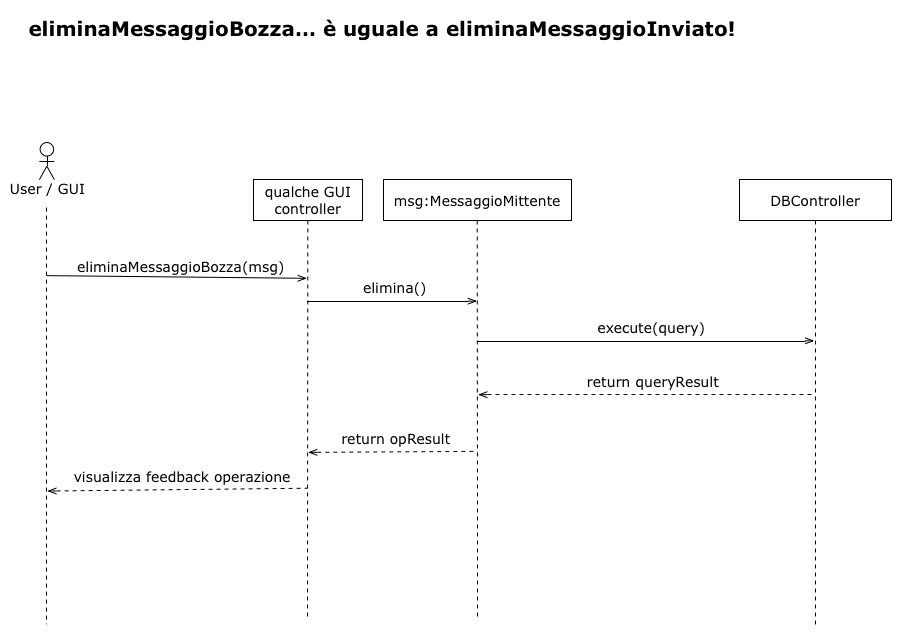 eliminaMessaggioBozza... è uguale a eliminaMessaggioInviato!
User / GUI
qualche GUI
controller
msg:MessaggioMittente
DBController
eliminaMessaggioBozza(msg)
elimina()
execute(query)
return queryResult
return opResult
visualizza feedback operazione